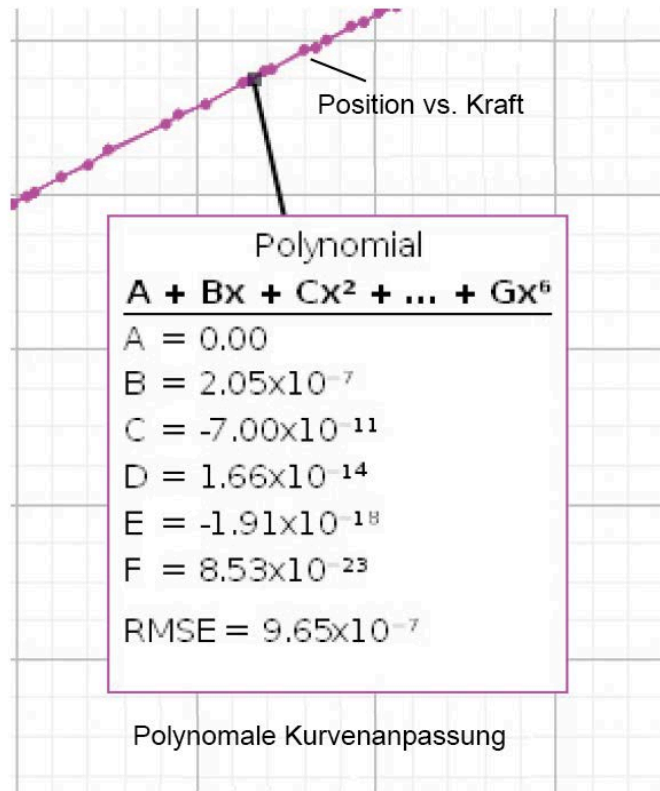 Position vs. Kraft
Polynomial
A + Bx + Cx² + ... + Gx⁶
A = 0.00
B = 2.05x10⁻⁷
C = -7.00x10⁻¹¹
D = 1.66x10⁻¹⁴
E = -1.91x10⁻¹⁸
F = 8.53x10⁻²³
RMSE = 9.65x10⁻⁷
Polynomale Kurvenanpassung